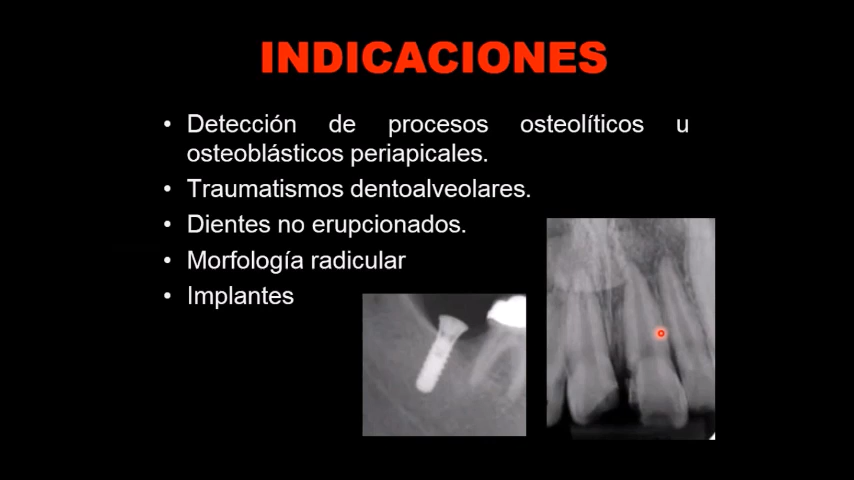 INDICACIONES
• Detección de procesos osteolíticos u
osteoblásticos periapicales.
• Traumatismos dentoalveolares.
• Dientes no erupcionados.
• Morfología radicular
• Implantes